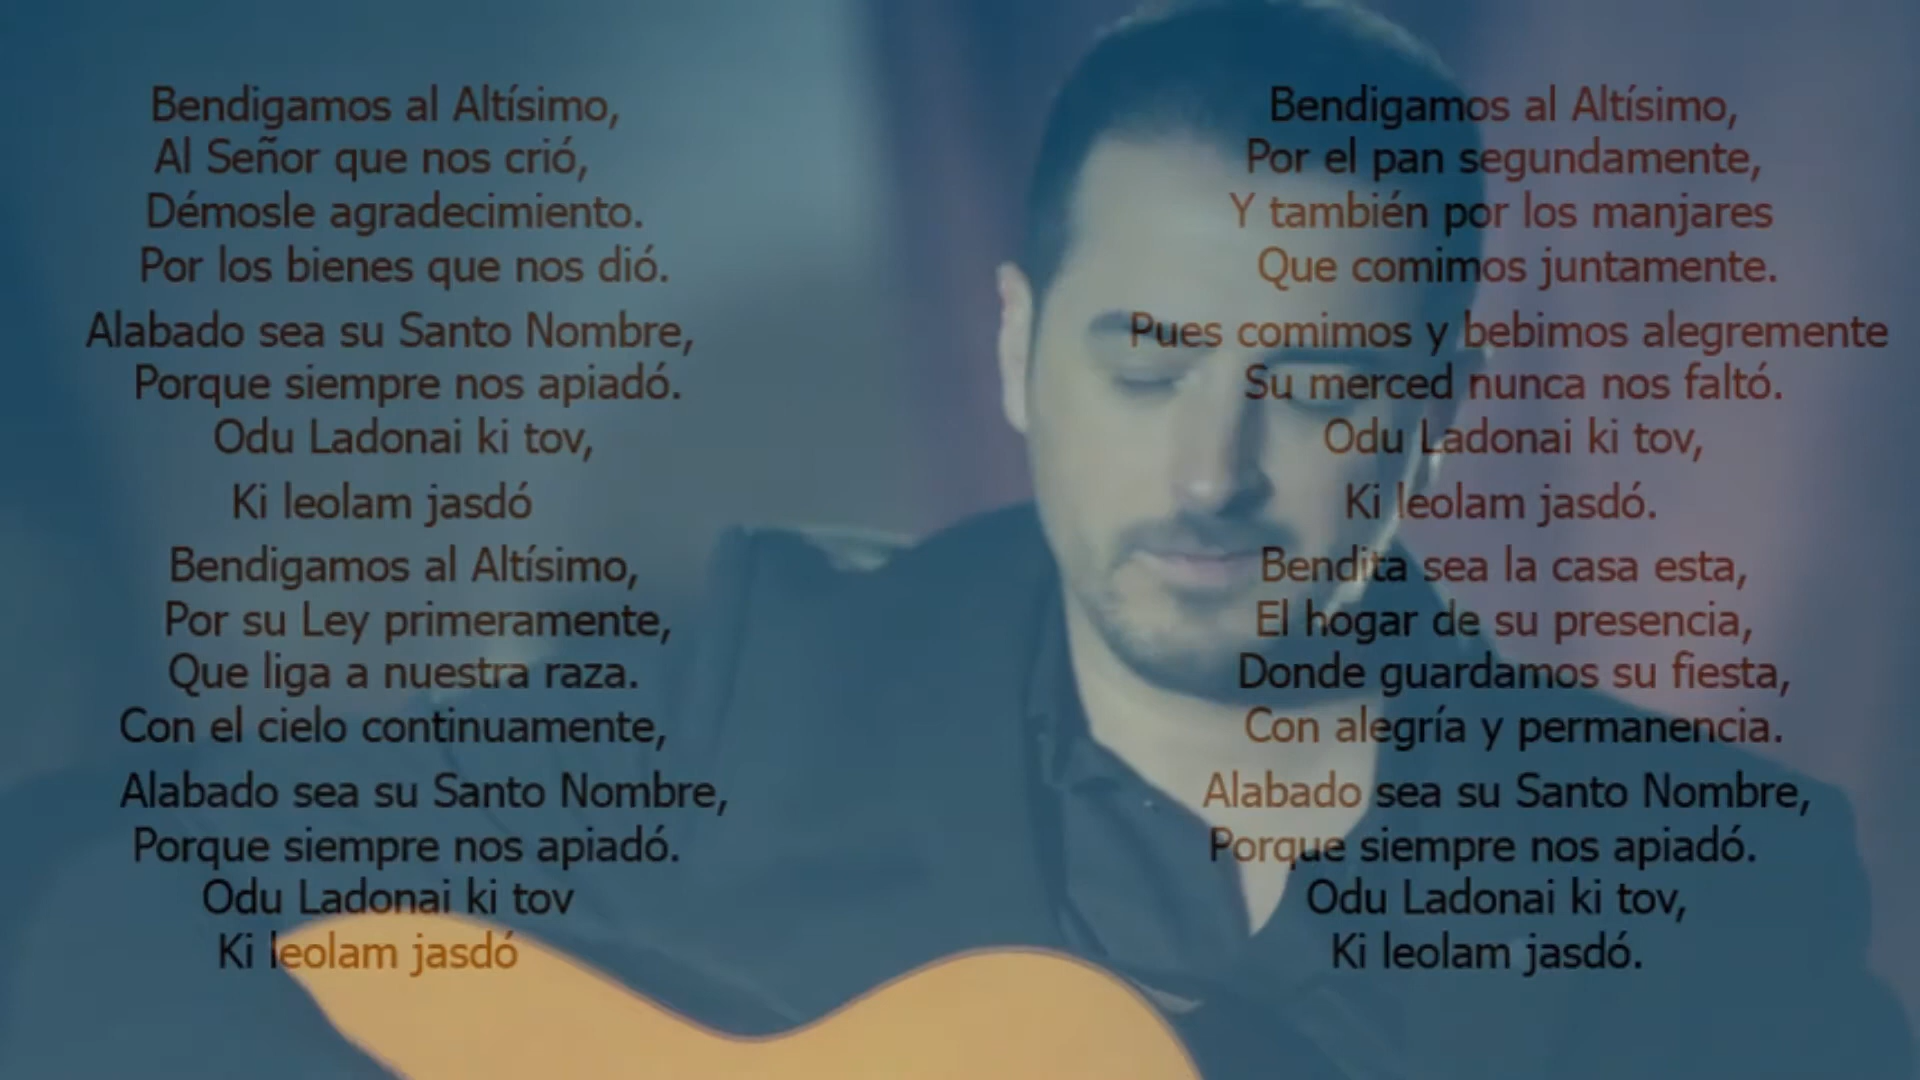 Bendigamos al Altísimo,
Al Señor que nos crió,
Démosle agradecimiento.
Por los bienes que nos dió.
Alabado sea su Santo Nombre,
Porque siempre nos apiadó.
Odu Ladonai ki tov,
Ki leolam jasdó
Bendigamos al Altísimo,
Por su Ley primeramente,
Que liga a nuestra raza.
Con el cielo continuamente,
Alabado sea su Santo Nombre,
Porque siempre nos apiadó.
Odu Ladonai ki tov
Ki leolam jasdó
Bendigamos al Altísimo,
Por el pan segundamente,
Y también por los manjares
Que comimos juntamente.
Pues comimos y bebimos alegremente
Su merced nunca nos faltó.
Odu Ladonai ki tov,
Ki leolam jasdó.
Bendita sea la casa esta,
El hogar de su presencia,
Donde guardamos su fiesta,
Con alegría y permanencia.
Alabado sea su Santo Nombre,
Porque siempre nos apiadó.
Odu Ladonai ki tov,
Ki leolam jasdó.